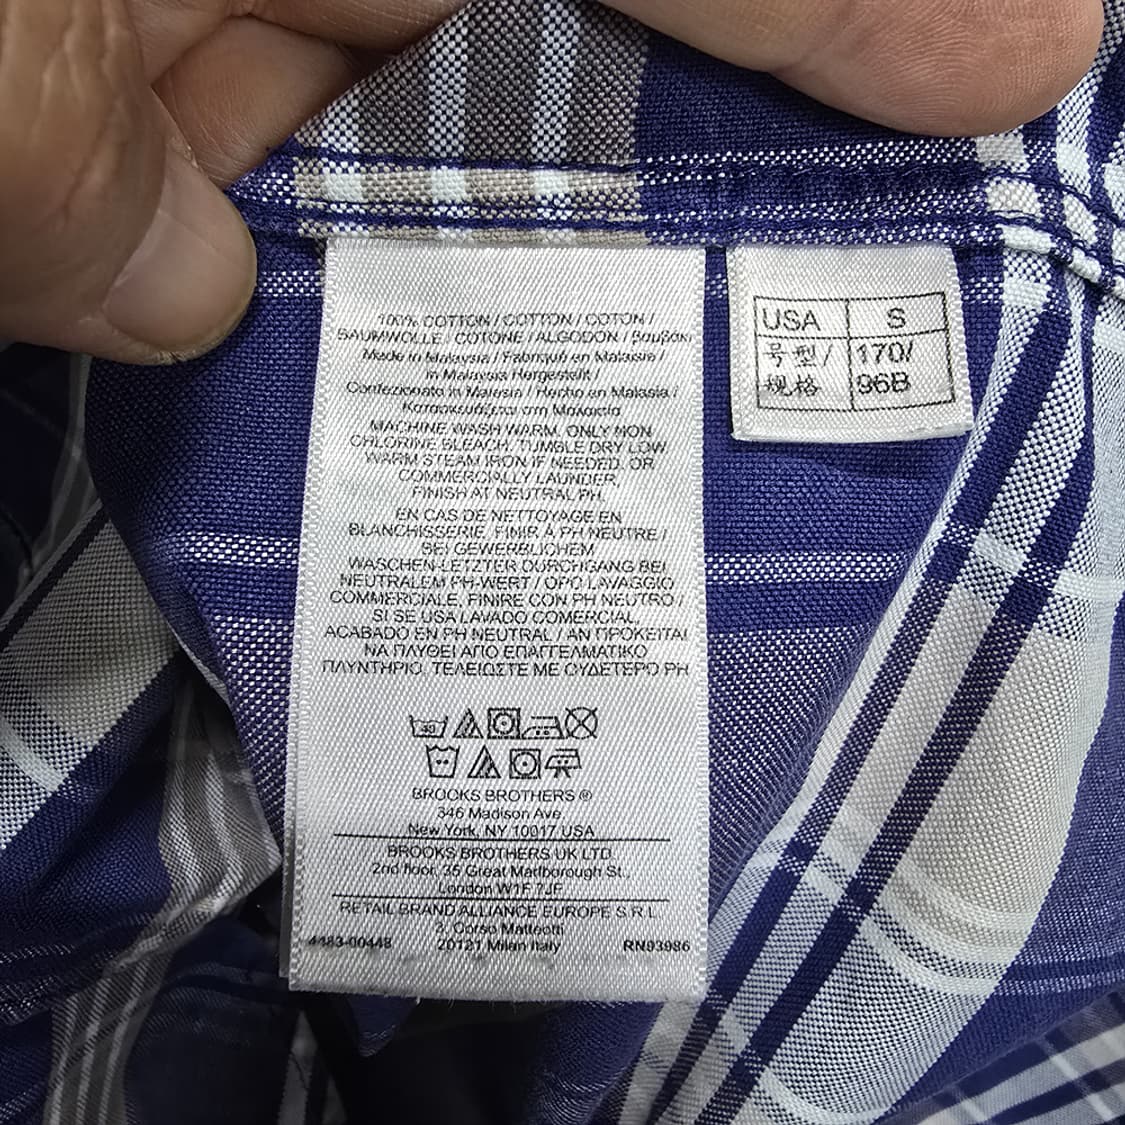 100% COTTON / COTTON / COTON /
BAUMWOLLE / COTONE / ALGODON / βαμβάκι
Made in Malaysia / Fabriqué en Malaisie /
in Malaysia Hergestellt /
Confezionato in Malesia / Hecho en Malasia /
Κατασκευάζεται στη Μαλαισία
MACHINE WASH WARM, ONLY NON
CHLORINE BLEACH, TUMBLE DRY LOW
WARM STEAM IRON IF NEEDED, OR
COMMERCIALLY LAUNDER,
FINISH AT NEUTRAL PH.
EN CAS DE NETTOYAGE EN
BLANCHISSERIE, FINIR À PH NEUTRE /
BEI GEWERBLICHEM
WASCHEN-LETZTER DURCHGANG BEI
NEUTRALEM PH-WERT / OPO LAVAGGIO
COMMERCIALE, FINIRE CON PH NEUTRO /
SI SE USA LAVADO COMERCIAL,
ACABADO EN PH NEUTRAL / ΑΝ ΠΡΟΚΕΙΤΑΙ
ΝΑ ΠΛΥΘΕΙ ΑΠΟ ΕΠΑΓΓΕΛΜΑΤΙΚΟ
ΠΛΥΝΤΗΡΙΟ, ΤΕΛΕΙΩΣΤΕ ΜΕ ΟΥΔΕΤΕΡΟ PH
BROOKS BROTHERS ®
346 Madison Ave
New York, NY 10017 USA
BROOKS BROTHERS UK LTD.
2nd floor, 35 Great Marlborough St.,
London W1F 7JF
RETAIL BRAND ALLIANCE EUROPE S.R.L.
3, Corso Matteotti
4483-00448 20121 Milan Italy RN93986
USA S
号型/ 170/
规格 96B